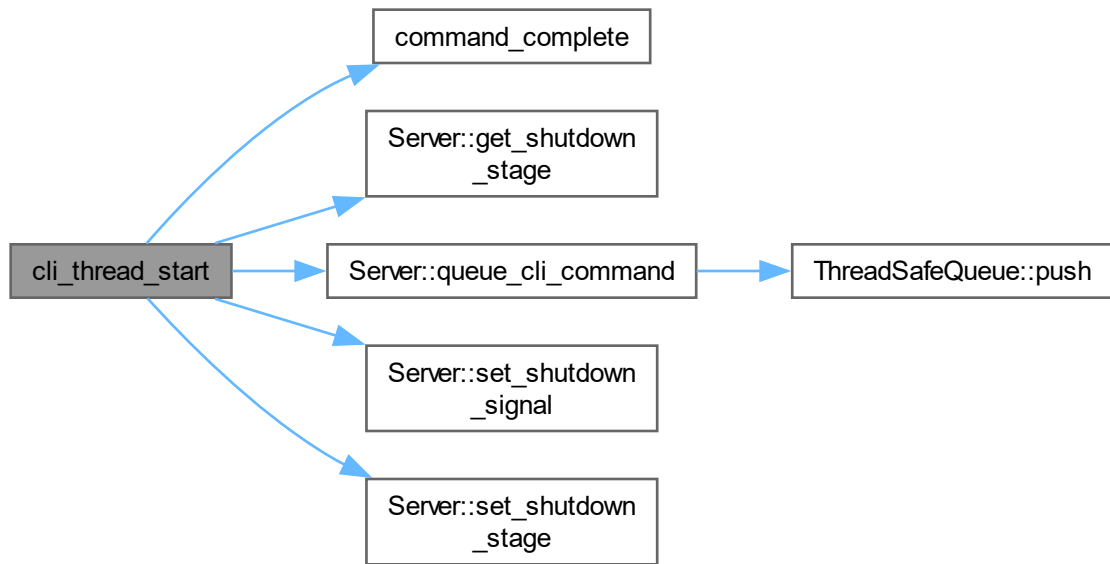 command_complete
Server::get_shutdown
_stage
cli_thread_start
Server::queue_cli_command
ThreadSafeQueue::push
Server::set_shutdown
_signal
Server::set_shutdown
_stage